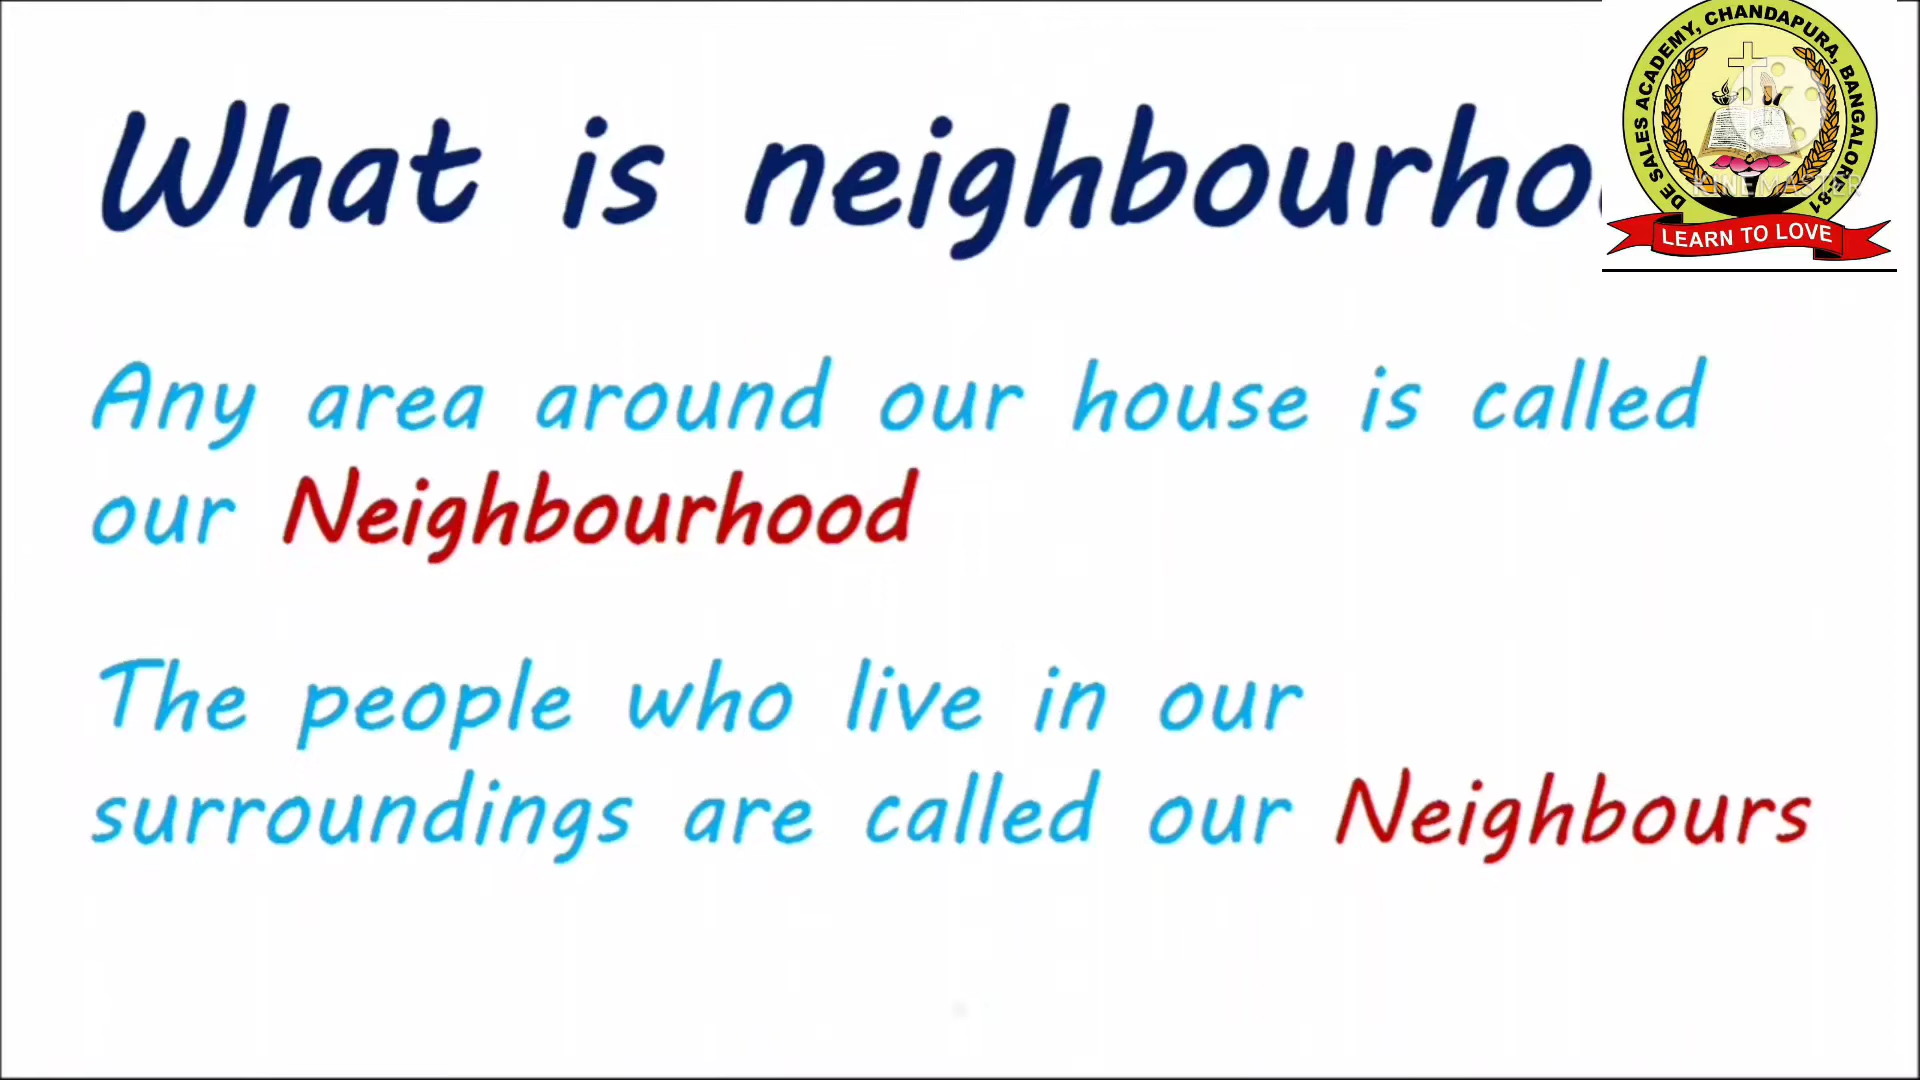 What is neighbourho
Any area around our house is called
our Neighbourhood
The people who live in our
surroundings are called our Neighbours
DE SALES ACADEMY, CHANDAPURA, BANGALORE-81
KINEMASTER
LEARN TO LOVE